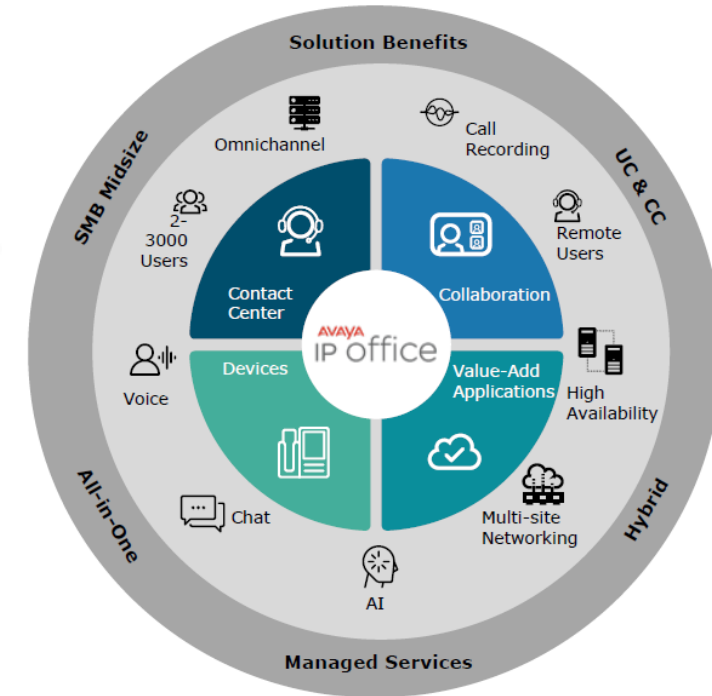 Solution Benefits
SMB Midsize
UC & CC
Omnichannel
Call
Recording
2-
3000
Users
Remote
Users
Contact
Center
Collaboration
AVAYA
IP office
Devices
Value-Add
Applications
Voice
High
Availability
Chat
Multi-site
Networking
AI
All-in-One
Hybrid
Managed Services